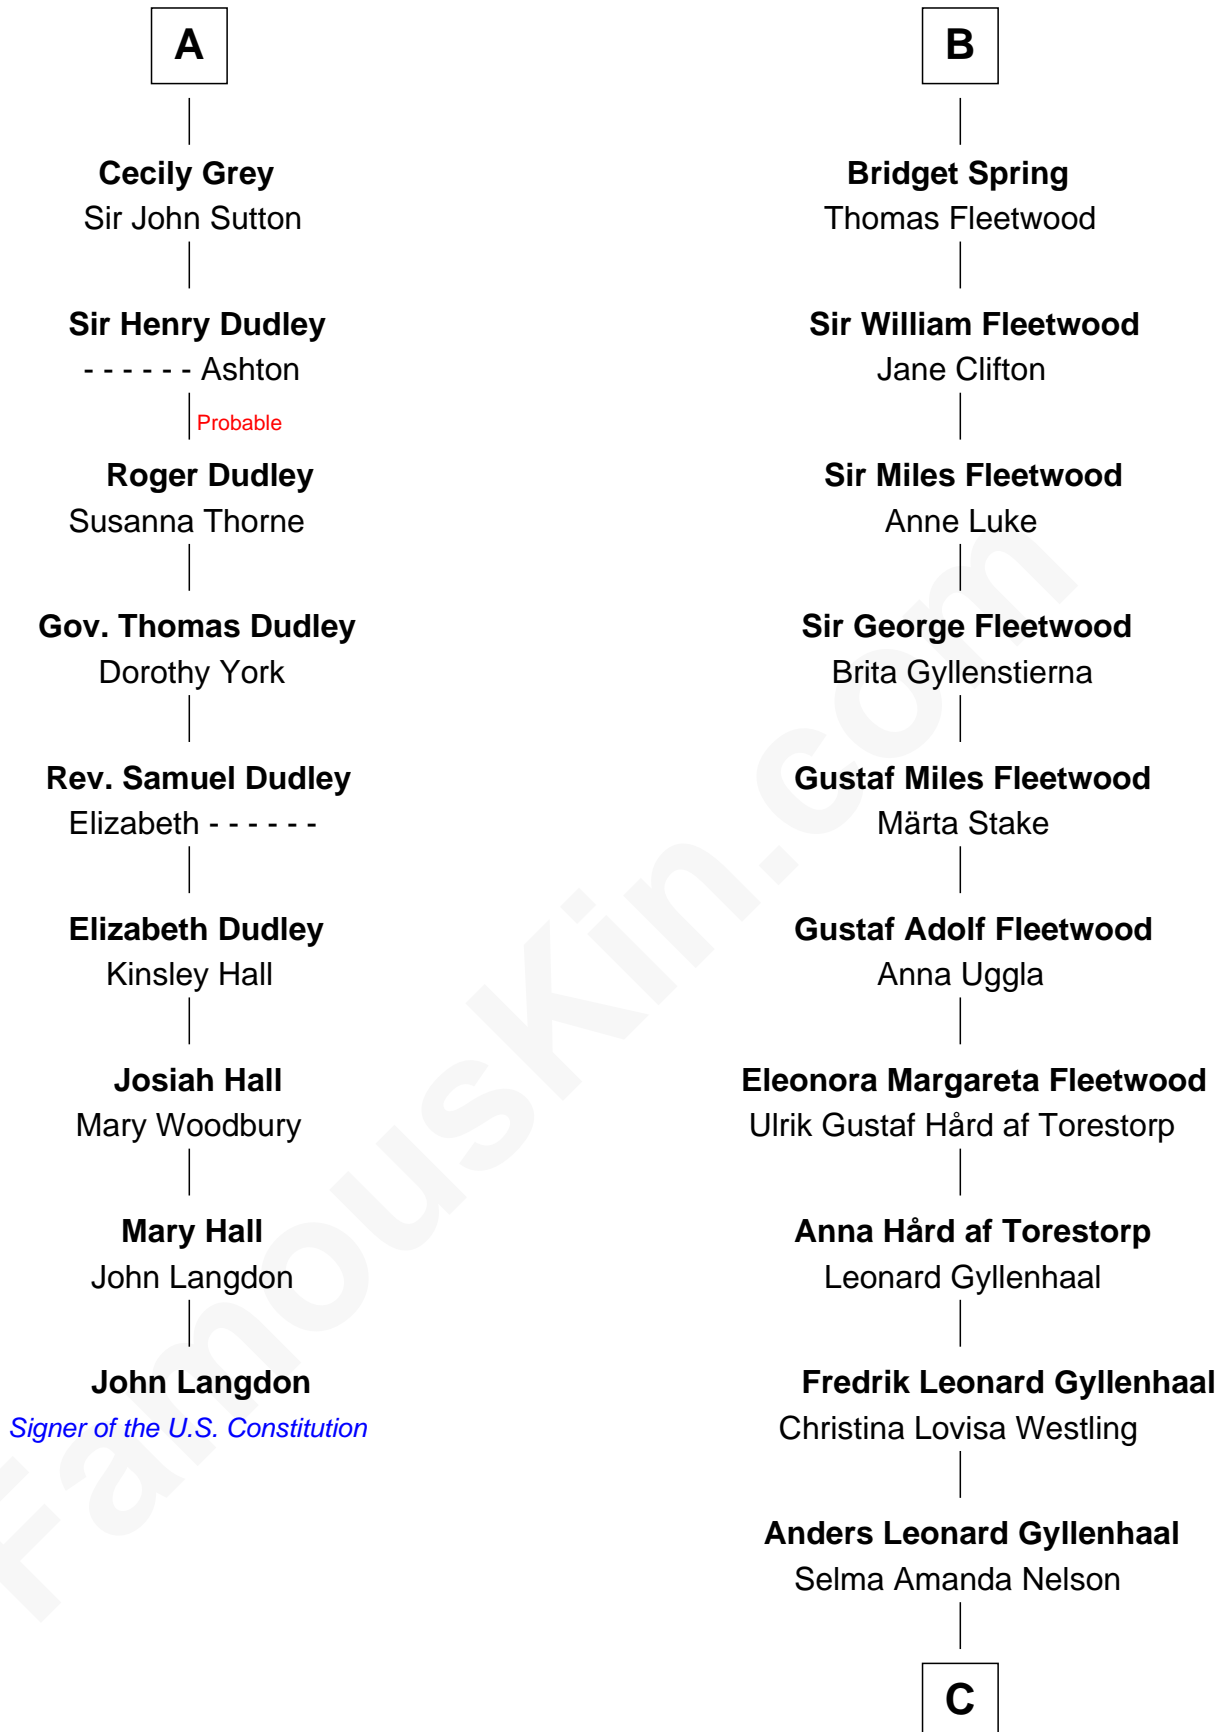 A
Cecily Grey
Sir John Sutton
Sir Henry Dudley
- - - - - - Ashton
Probable
Roger Dudley
Susanna Thorne
Gov. Thomas Dudley
Dorothy York
Rev. Samuel Dudley
Elizabeth - - - - - -
Elizabeth Dudley
Kinsley Hall
Josiah Hall
Mary Woodbury
Mary Hall
John Langdon
John Langdon
Signer of the U.S. Constitution
B
Bridget Spring
Thomas Fleetwood
Sir William Fleetwood
Jane Clifton
Sir Miles Fleetwood
Anne Luke
Sir George Fleetwood
Brita Gyllenstierna
Gustaf Miles Fleetwood
Märta Stake
Gustaf Adolf Fleetwood
Anna Uggla
Eleonora Margareta Fleetwood
Ulrik Gustaf Hård af Torestorp
Anna Hård af Torestorp
Leonard Gyllenhaal
Fredrik Leonard Gyllenhaal
Christina Lovisa Westling
Anders Leonard Gyllenhaal
Selma Amanda Nelson
C
FamousKin.com